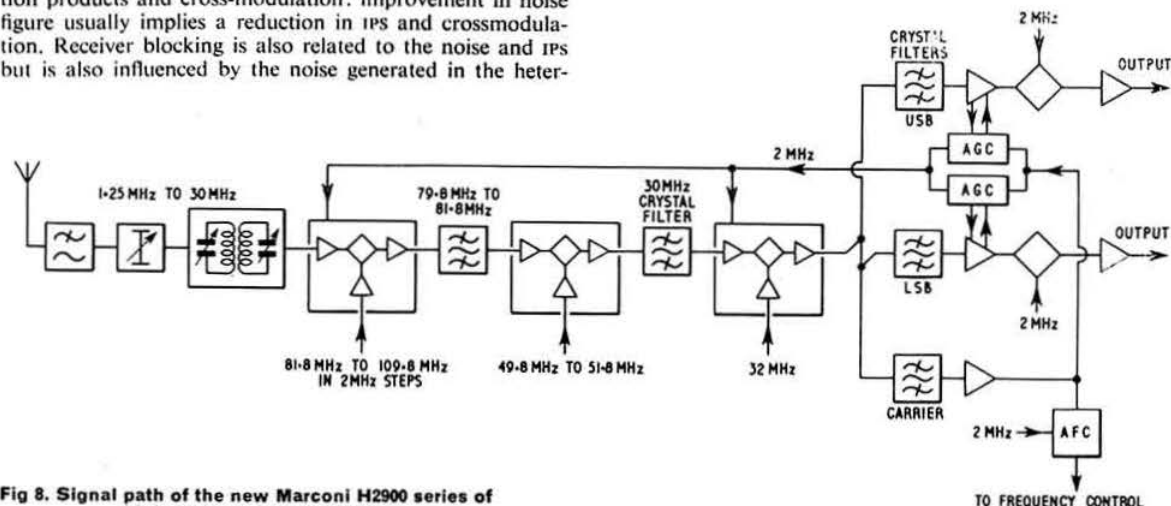 tion products and cross-modulation. Improvement in noise
figure usually implies a reduction in IPs and crossmodula-
tion. Receiver blocking is also related to the noise and IPs
but is also influenced by the noise generated in the heter-
2 MHz
CRYSTAL
FILTERS
OUTPUT
USB
AGC
2 MHz
1·25 MHz TO 30 MHz
79·8 MHz TO
81·8 MHz
30 MHz
CRYSTAL
FILTER
AGC
OUTPUT
LSB
2 MHz
81·8 MHz TO 109·8 MHz
IN 2MHz STEPS
49·8 MHz TO 51·8 MHz
32 MHz
CARRIER
2 MHz
AFC
Fig 8. Signal path of the new Marconi H2900 series of
TO FREQUENCY CONTROL